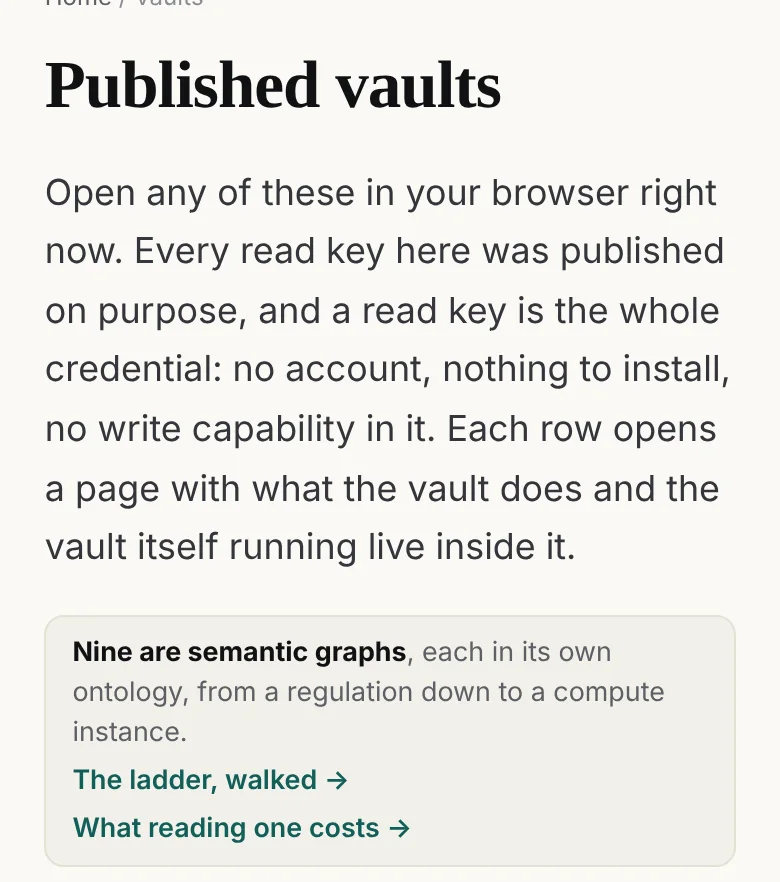 Home / Vaults
Published vaults
Open any of these in your browser right
now. Every read key here was published
on purpose, and a read key is the whole
credential: no account, nothing to install,
no write capability in it. Each row opens
a page with what the vault does and the
vault itself running live inside it.
Nine are semantic graphs, each in its own
ontology, from a regulation down to a compute
instance.
The ladder, walked →
What reading one costs →